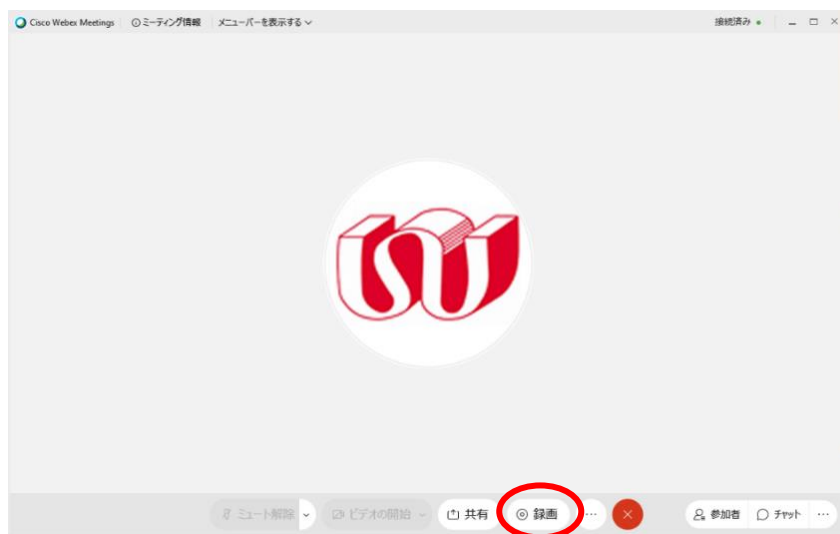 Cisco Webex Meetings ミーティング情報 メニューバーを表示する 接続済み
ミュート解除 ビデオの開始 共有 録画 … 参加者 チャット …